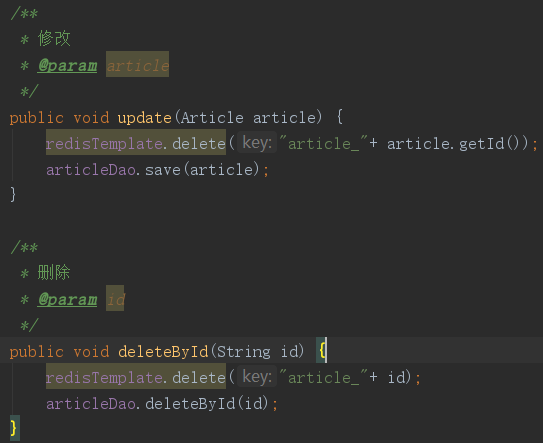 /**
 * 修改
 * @param article
 */
public void update(Article article) {
    redisTemplate.delete( key: "article_"+ article.getId());
    articleDao.save(article);
}
/**
 * 删除
 * @param id
 */
public void deleteById(String id) {
    redisTemplate.delete( key: "article_"+ id);
    articleDao.deleteById(id);
}